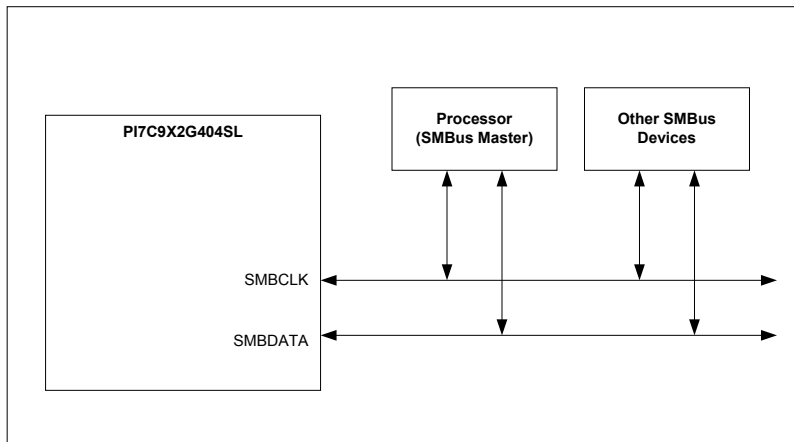 PI7C9X2G404SL
Processor
(SMBus Master)
Other SMBus
Devices
SMBCLK
SMBDATA